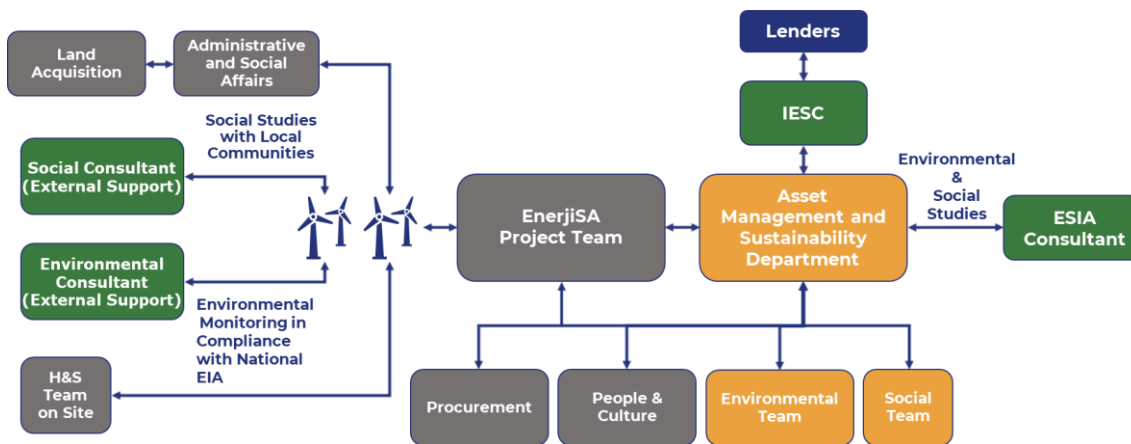 Lenders
Land
Acquisition
Administrative
and Social
Affairs
IESC
Social Studies
with Local
Communities
Social Consultant
(External Support)
Environmental
&
Social
Studies
EnerjiSA
Project Team
Asset
Management and
Sustainability
Department
ESIA
Consultant
Environmental
Consultant
(External Support)
Environmental
Monitoring in
Compliance
with National
EIA
H&S
Team
on Site
Procurement
People &
Culture
Environmental
Team
Social
Team